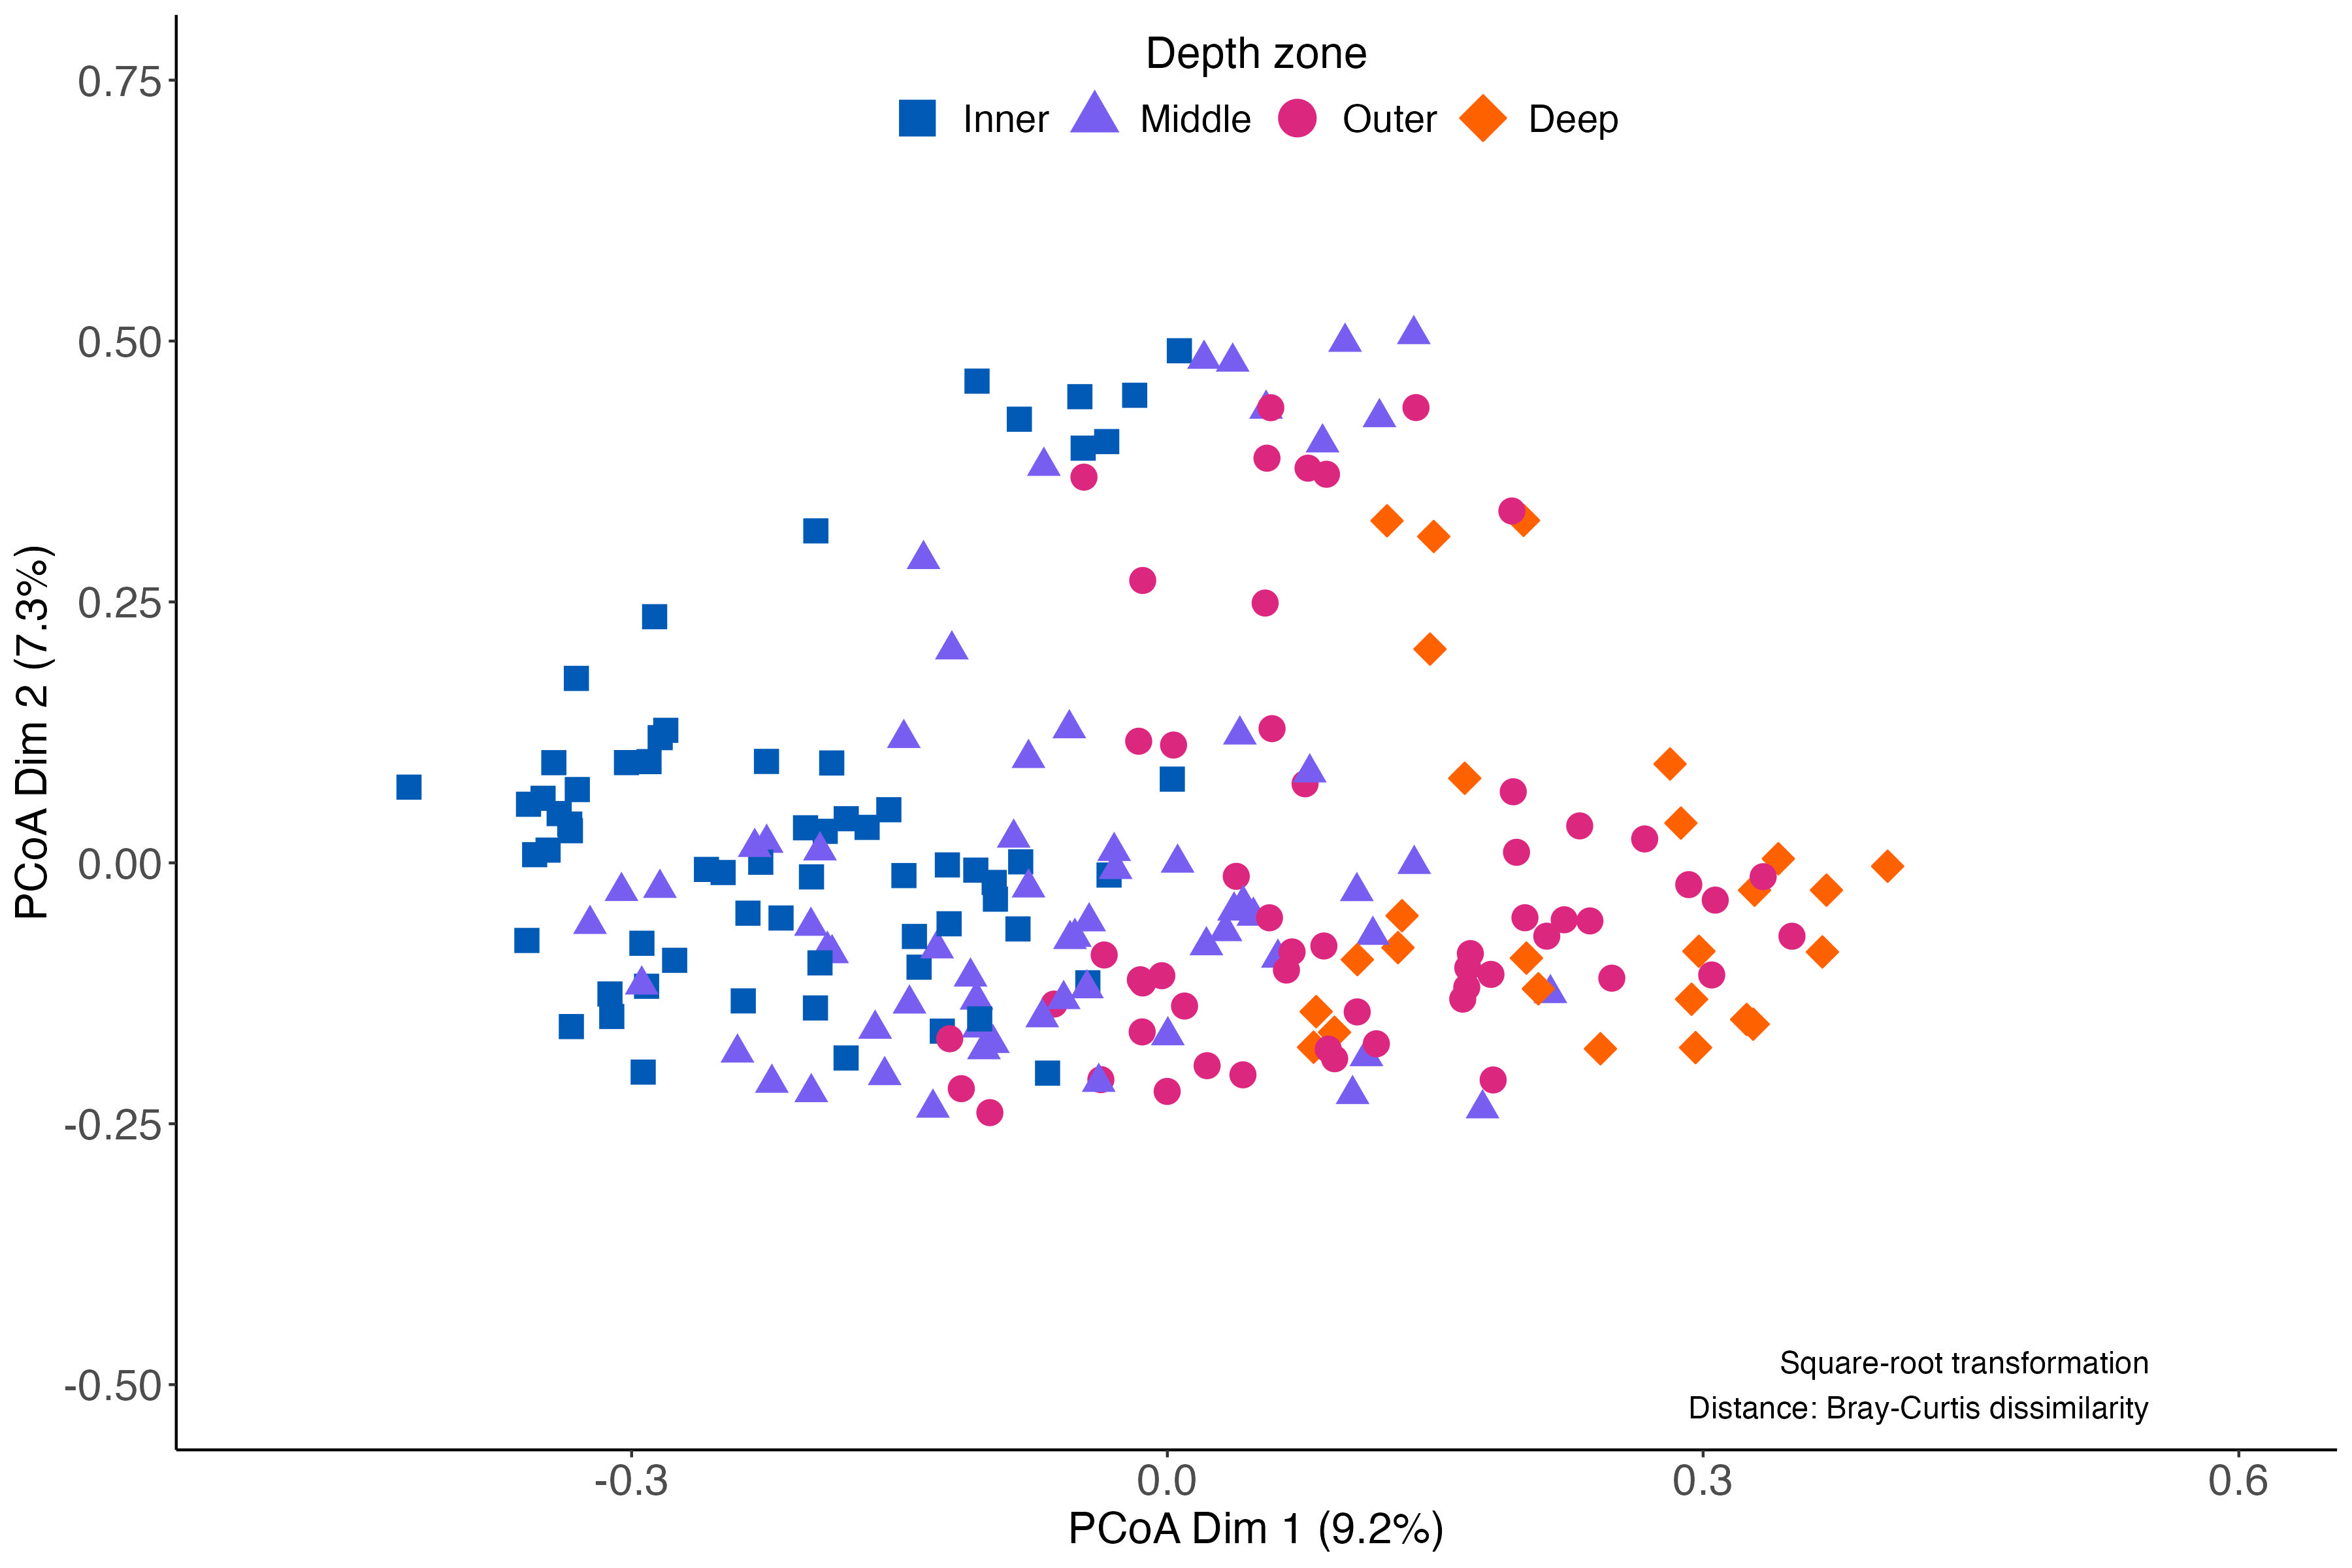 Depth zone
Inner Middle Outer Deep
0.75
0.50
0.25
0.00
-0.25
-0.50
PCoA Dim 2 (7.3%)
Square-root transformation
Distance: Bray-Curtis dissimilarity
-0.3 0.0 0.3 0.6
PCoA Dim 1 (9.2%)